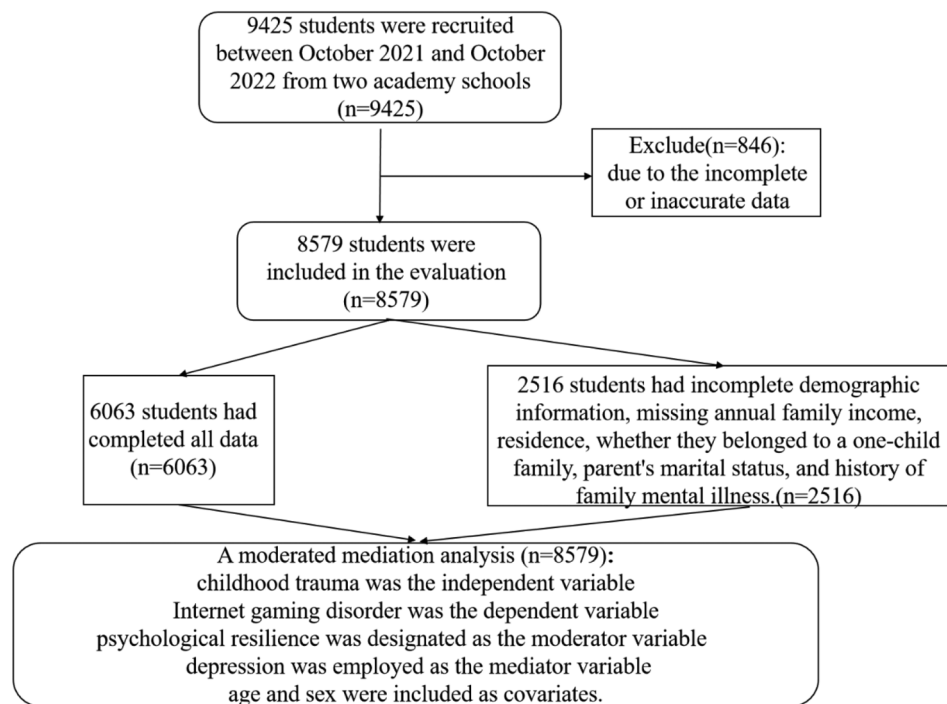 9425 students were recruited
between October 2021 and October
2022 from two academy schools
(n=9425)
Exclude(n=846):
due to the incomplete
or inaccurate data
8579 students were
included in the evaluation
(n=8579)
6063 students had
completed all data
(n=6063)
2516 students had incomplete demographic
information, missing annual family income,
residence, whether they belonged to a one-child
family, parent's marital status, and history of
family mental illness.(n=2516)
A moderated mediation analysis (n=8579):
childhood trauma was the independent variable
Internet gaming disorder was the dependent variable
psychological resilience was designated as the moderator variable
depression was employed as the mediator variable
age and sex were included as covariates.